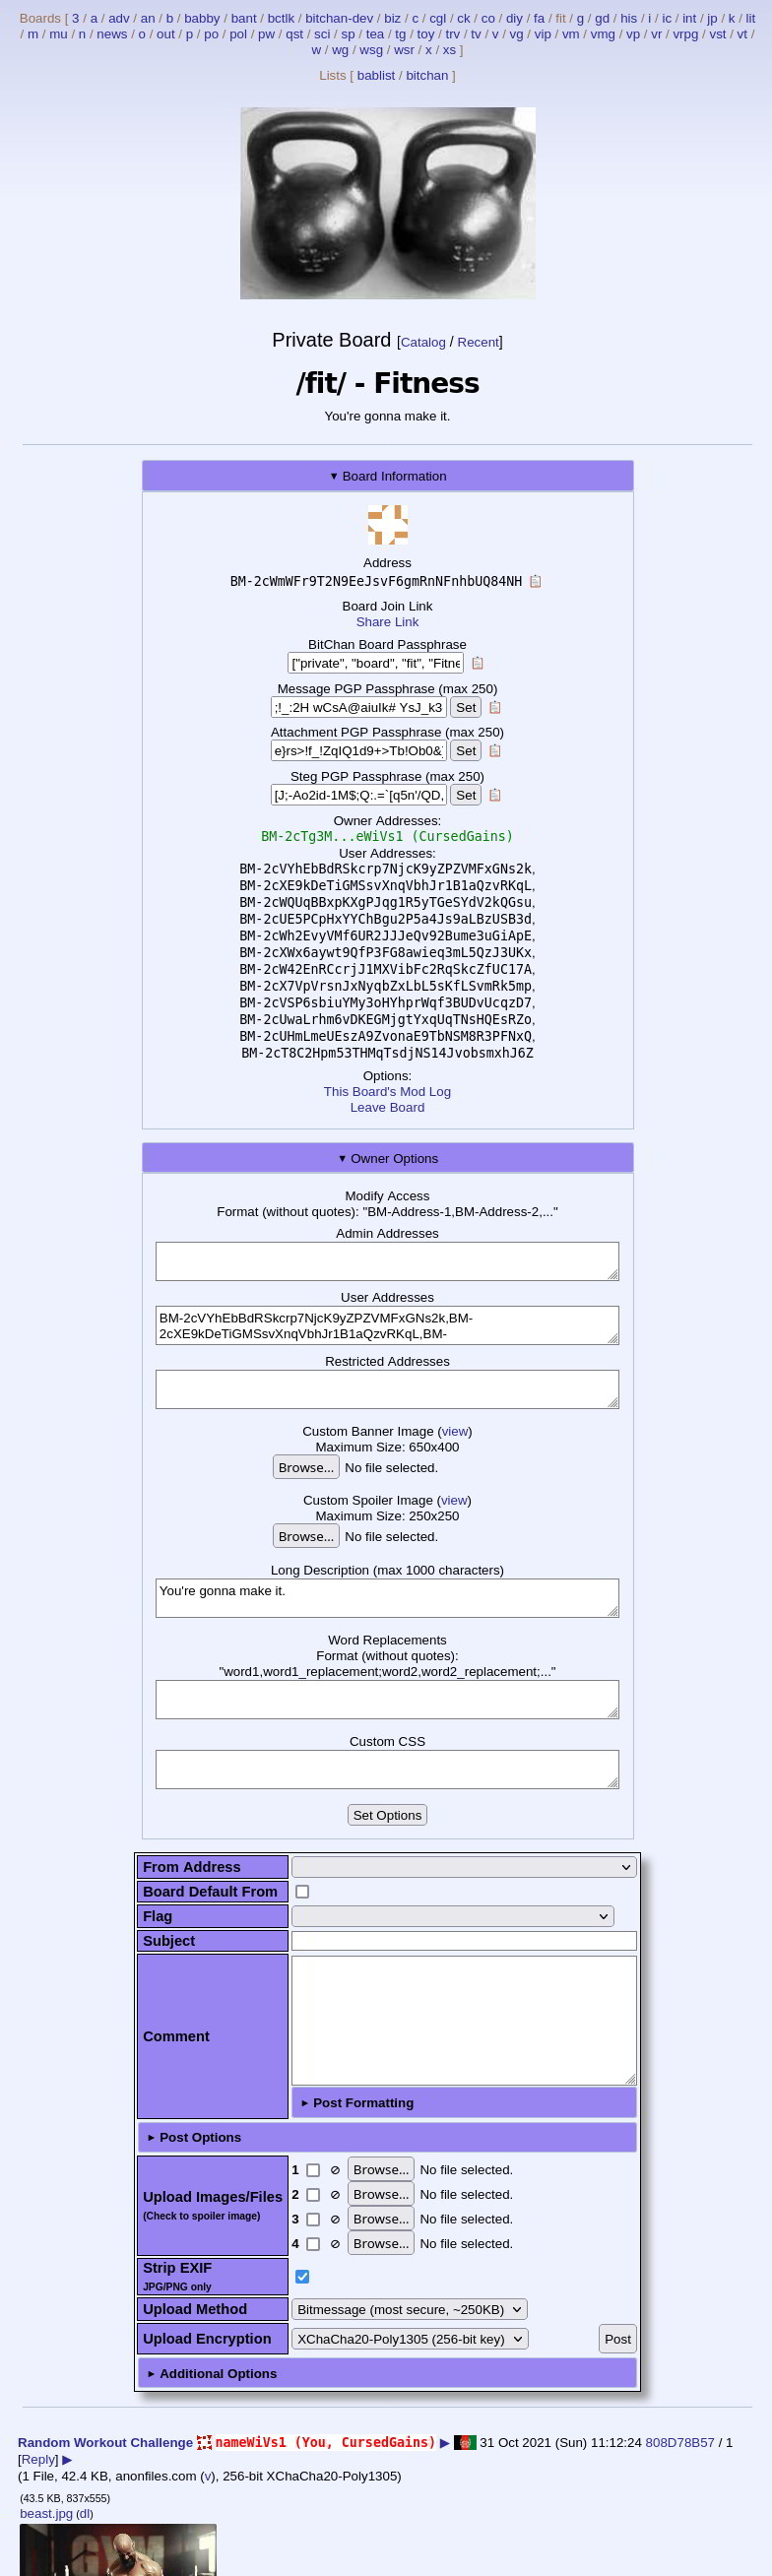 Boards [ 3 / a / adv / an / b / babby / bant / bctlk / bitchan-dev / biz / c / cgl / ck / co / diy / fa / fit / g / gd / his / i / ic / int / jp / k / lit
/ m / mu / n / news / o / out / p / po / pol / pw / qst / sci / sp / tea / tg / toy / trv / tv / v / vg / vip / vm / vmg / vp / vr / vrpg / vst / vt /
w / wg / wsg / wsr / x / xs ]
Lists [ bablist / bitchan ]
Private Board [Catalog / Recent]
/fit/ - Fitness
You're gonna make it.
▼ Board Information
Address
BM-2cWmWFr9T2N9EeJsvF6gmRnNFnhbUQ84NH
Board Join Link
Share Link
BitChan Board Passphrase
["private", "board", "fit", "Fitne
Message PGP Passphrase (max 250)
;!_:2H wCsA@aiuIk# YsJ_k3 Set
Attachment PGP Passphrase (max 250)
e}rs>!f_!ZqIQ1d9+>Tb!Ob0&\ Set
Steg PGP Passphrase (max 250)
[J;-Ao2id-1M$;Q:.=`[q5n'/QD, Set
Owner Addresses:
BM-2cTg3M...eWiVs1 (CursedGains)
User Addresses:
BM-2cVYhEbBdRSkcrp7NjcK9yZPZVMFxGNs2k,
BM-2cXE9kDeTiGMSsvXnqVbhJr1B1aQzvRKqL,
BM-2cWQUqBBxpKXgPJqg1R5yTGeSYdV2kQGsu,
BM-2cUE5PCpHxYYChBgu2P5a4Js9aLBzUSB3d,
BM-2cWh2EvyVMf6UR2JJJeQv92Bume3uGiApE,
BM-2cXWx6aywt9QfP3FG8awieq3mL5QzJ3UKx,
BM-2cW42EnRCcrjJ1MXVibFc2RqSkcZfUC17A,
BM-2cX7VpVrsnJxNyqbZxLbL5sKfLSvmRk5mp,
BM-2cVSP6sbiuYMy3oHYhprWqf3BUDvUcqzD7,
BM-2cUwaLrhm6vDKEGMjgtYxqUqTNsHQEsRZo,
BM-2cUHmLmeUEszA9ZvonaE9TbNSM8R3PFNxQ,
BM-2cT8C2Hpm53THMqTsdjNS14JvobsmxhJ6Z
Options:
This Board's Mod Log
Leave Board
▼ Owner Options
Modify Access
Format (without quotes): "BM-Address-1,BM-Address-2,..."
Admin Addresses
User Addresses
BM-2cVYhEbBdRSkcrp7NjcK9yZPZVMFxGNs2k,BM-
2cXE9kDeTiGMSsvXnqVbhJr1B1aQzvRKqL,BM-
Restricted Addresses
Custom Banner Image (view)
Maximum Size: 650x400
Browse... No file selected.
Custom Spoiler Image (view)
Maximum Size: 250x250
Browse... No file selected.
Long Description (max 1000 characters)
You're gonna make it.
Word Replacements
Format (without quotes):
"word1,word1_replacement;word2,word2_replacement;..."
Custom CSS
Set Options
From Address
Board Default From
Flag
Subject
Comment
► Post Formatting
► Post Options
Upload Images/Files
(Check to spoiler image)
1 ⊘ Browse... No file selected.
2 ⊘ Browse... No file selected.
3 ⊘ Browse... No file selected.
4 ⊘ Browse... No file selected.
Strip EXIF
JPG/PNG only
Upload Method Bitmessage (most secure, ~250KB)
Upload Encryption XChaCha20-Poly1305 (256-bit key) Post
► Additional Options
Random Workout Challenge nameWiVs1 (You, CursedGains) ▶ 31 Oct 2021 (Sun) 11:12:24 808D78B57 / 1
[Reply] ▶
(1 File, 42.4 KB, anonfiles.com (v), 256-bit XChaCha20-Poly1305)
(43.5 KB, 837x555)
beast.jpg (dl)